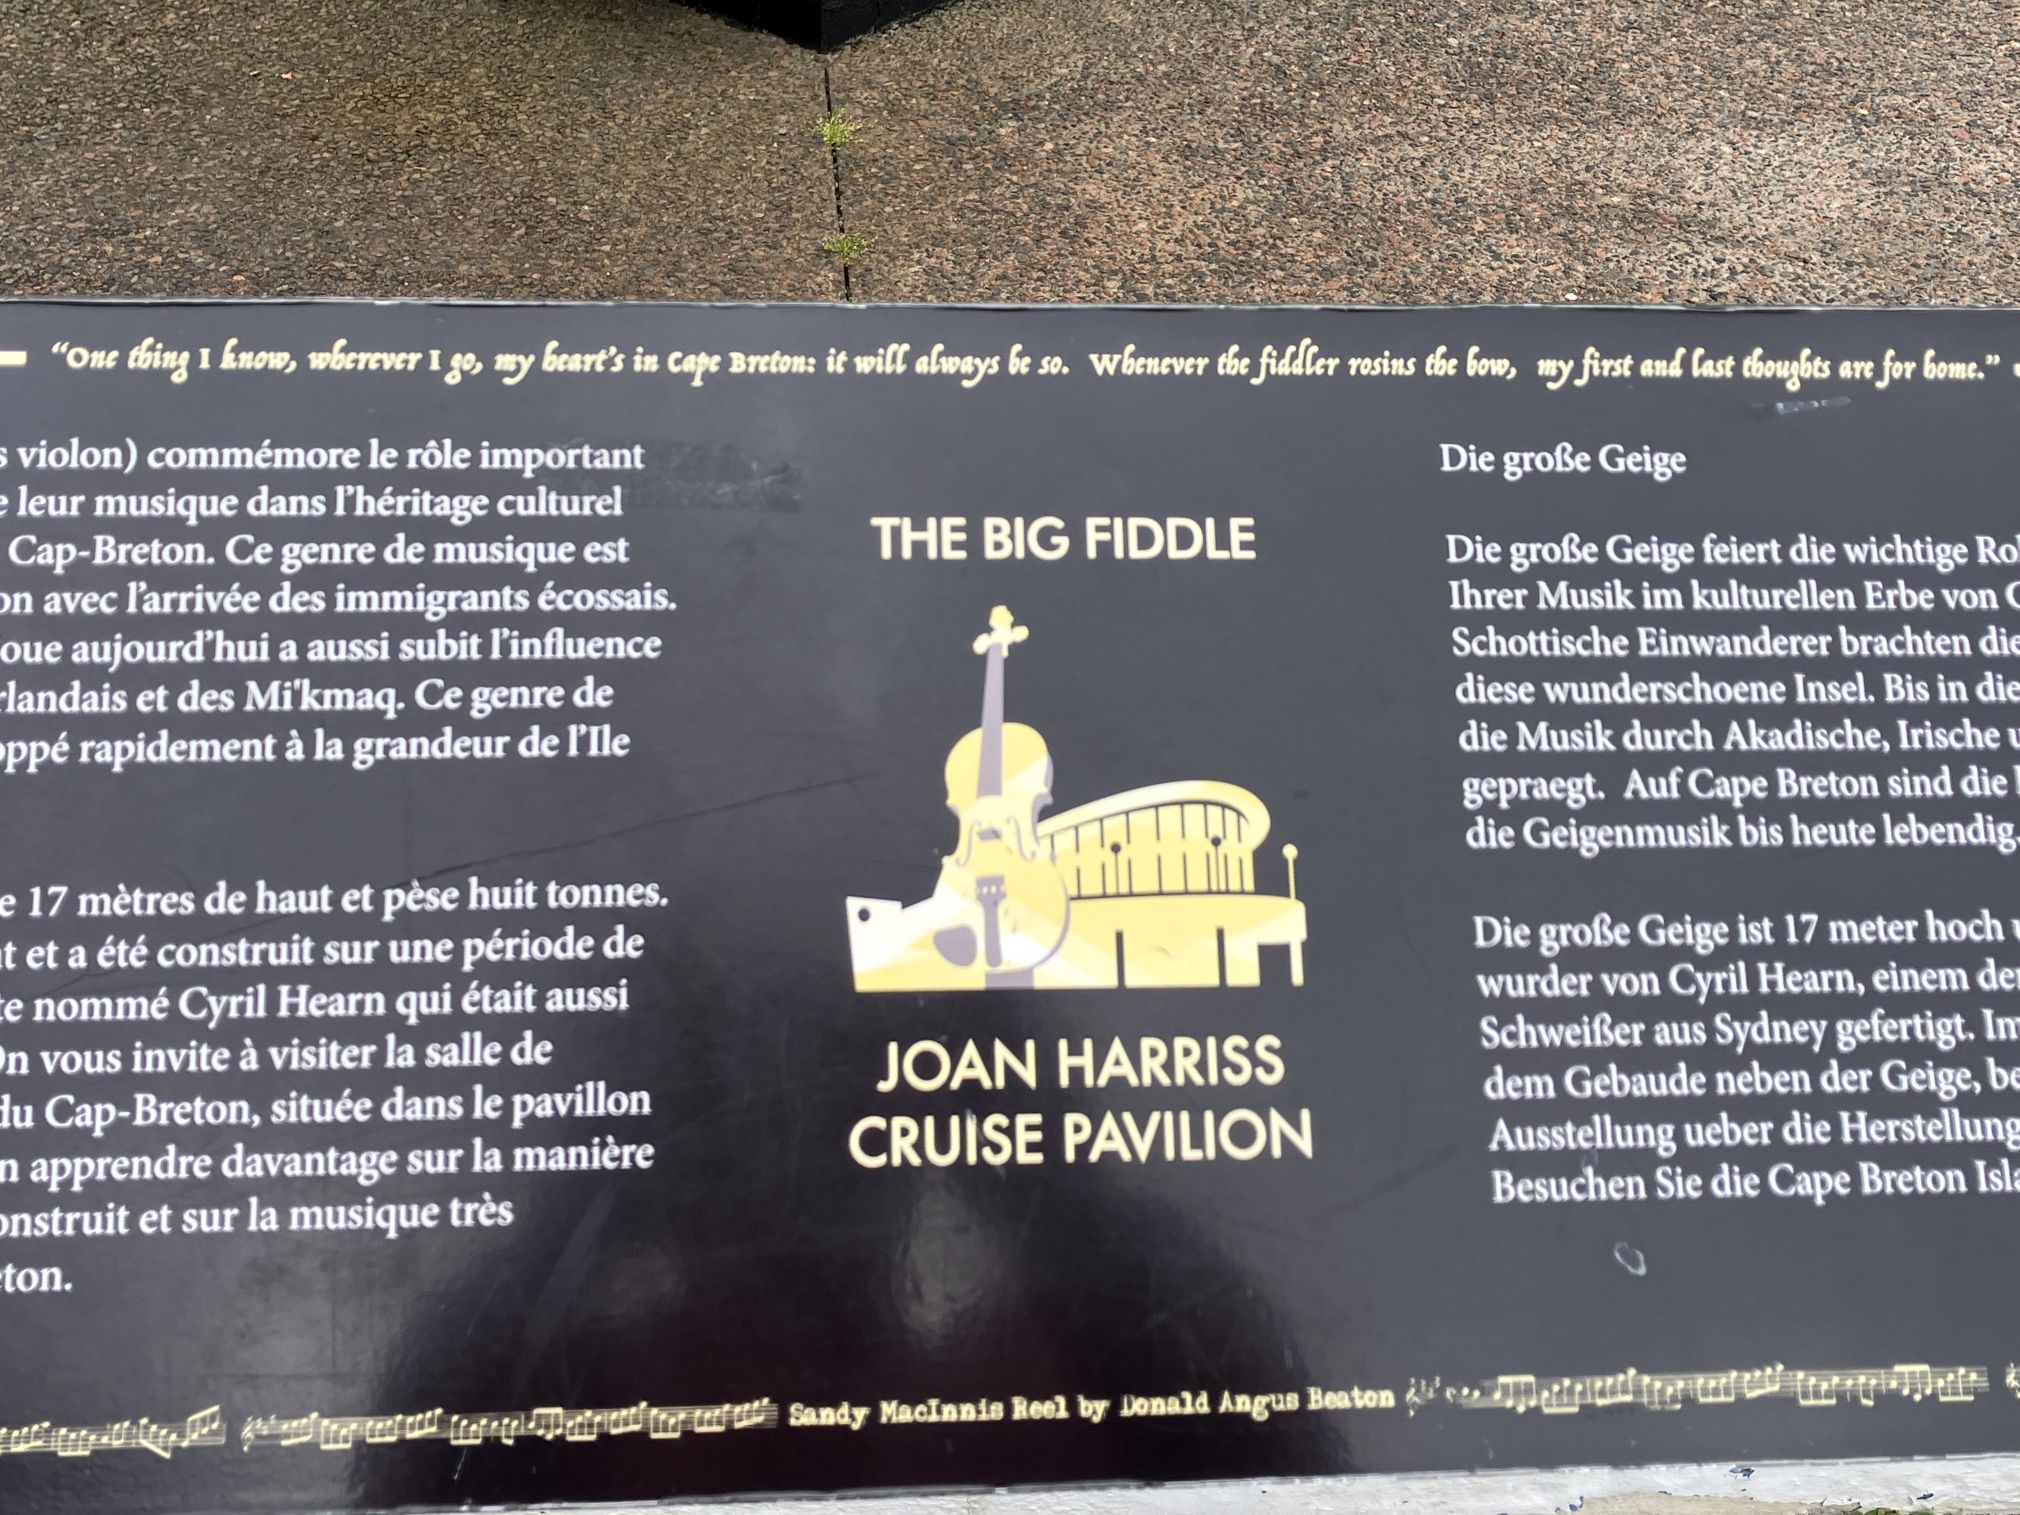 “One thing I know, wherever I go, my heart's in Cape Breton: it will always be so. Whenever the fiddler rosins the bow, my first and last thoughts are for home.”
violon) commémore le rôle important
leur musique dans l'héritage culturel
Cap-Breton. Ce genre de musique est
avec l'arrivée des immigrants écossais.
aujourd'hui a aussi subit l'influence
et des Mi'kmaq. Ce genre de
rapidement à la grandeur de l'Ile
17 mètres de haut et pèse huit tonnes.
et a été construit sur une période de
nommé Cyril Hearn qui était aussi
On vous invite à visiter la salle de
du Cap-Breton, située dans le pavillon
apprendre davantage sur la manière
et sur la musique très
THE BIG FIDDLE
JOAN HARRISS
CRUISE PAVILION
Die große Geige
Die große Geige feiert die wichtige
Ihrer Musik im kulturellen Erbe von
Schottische Einwanderer brachten die
diese wunderschoene Insel. Bis in die
die Musik durch Akadische, Irische
gepraegt. Auf Cape Breton sind die
die Geigenmusik bis heute lebendig.
Die große Geige ist 17 meter hoch
wurder von Cyril Hearn, einem
Schweißer aus Sydney gefertigt.
dem Gebaude neben der Geige,
Ausstellung ueber die Herstellung
Besuchen Sie die Cape Breton
Sandy MacInnis Reel by Donald Angus Beaton